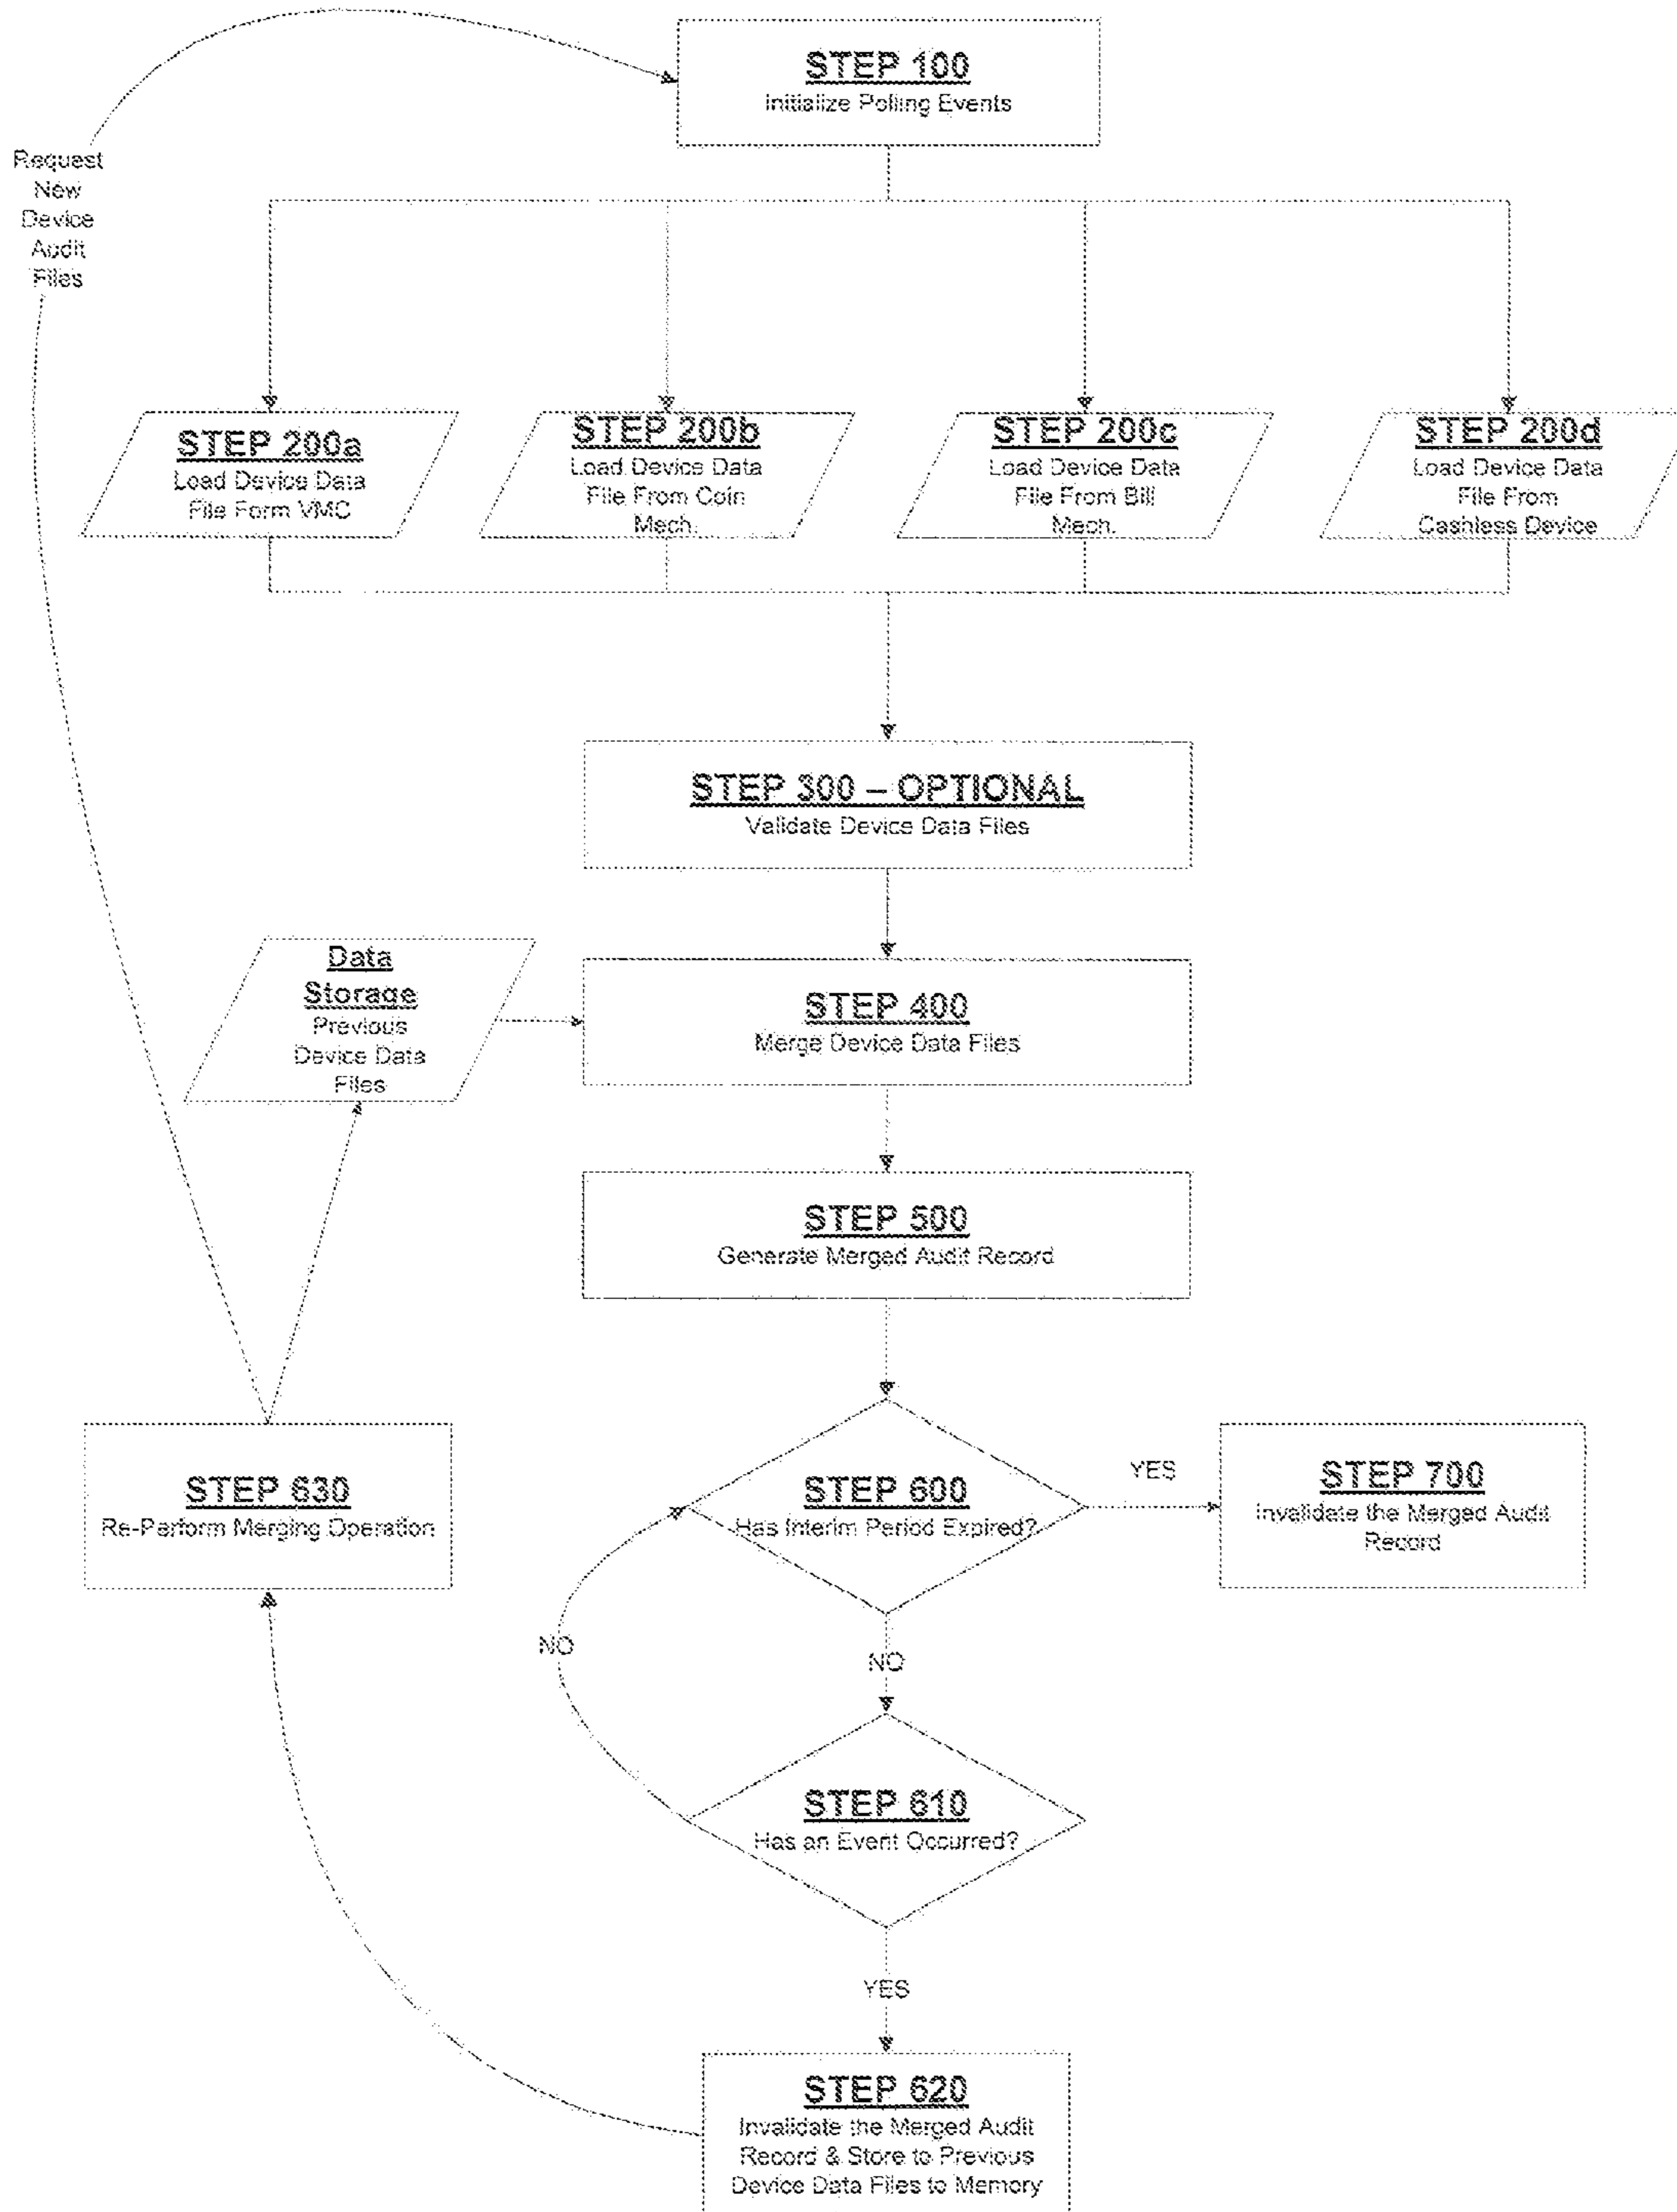 STEP 100
Initialize Polling Events
Request
New
Device
Audit
Files
STEP 200a
Load Device Data
File Form VMC
STEP 200b
Load Device Data
File From Coin
Mech.
STEP 200c
Load Device Data
File From Bill
Mech.
STEP 200d
Load Device Data
File From
Cashless Device
STEP 300 – OPTIONAL
Validate Device Data Files
Data
Storage
Previous
Device Data
Files
STEP 400
Merge Device Data Files
STEP 500
Generate Merged Audit Record
STEP 630
Re-Perform Merging Operation
STEP 600
Has Interim Period Expired?
YES
STEP 700
Invalidate the Merged Audit
Record
NO
NO
STEP 610
Has an Event Occurred?
YES
STEP 620
Invalidate the Merged Audit
Record & Store to Previous
Device Data Files to Memory